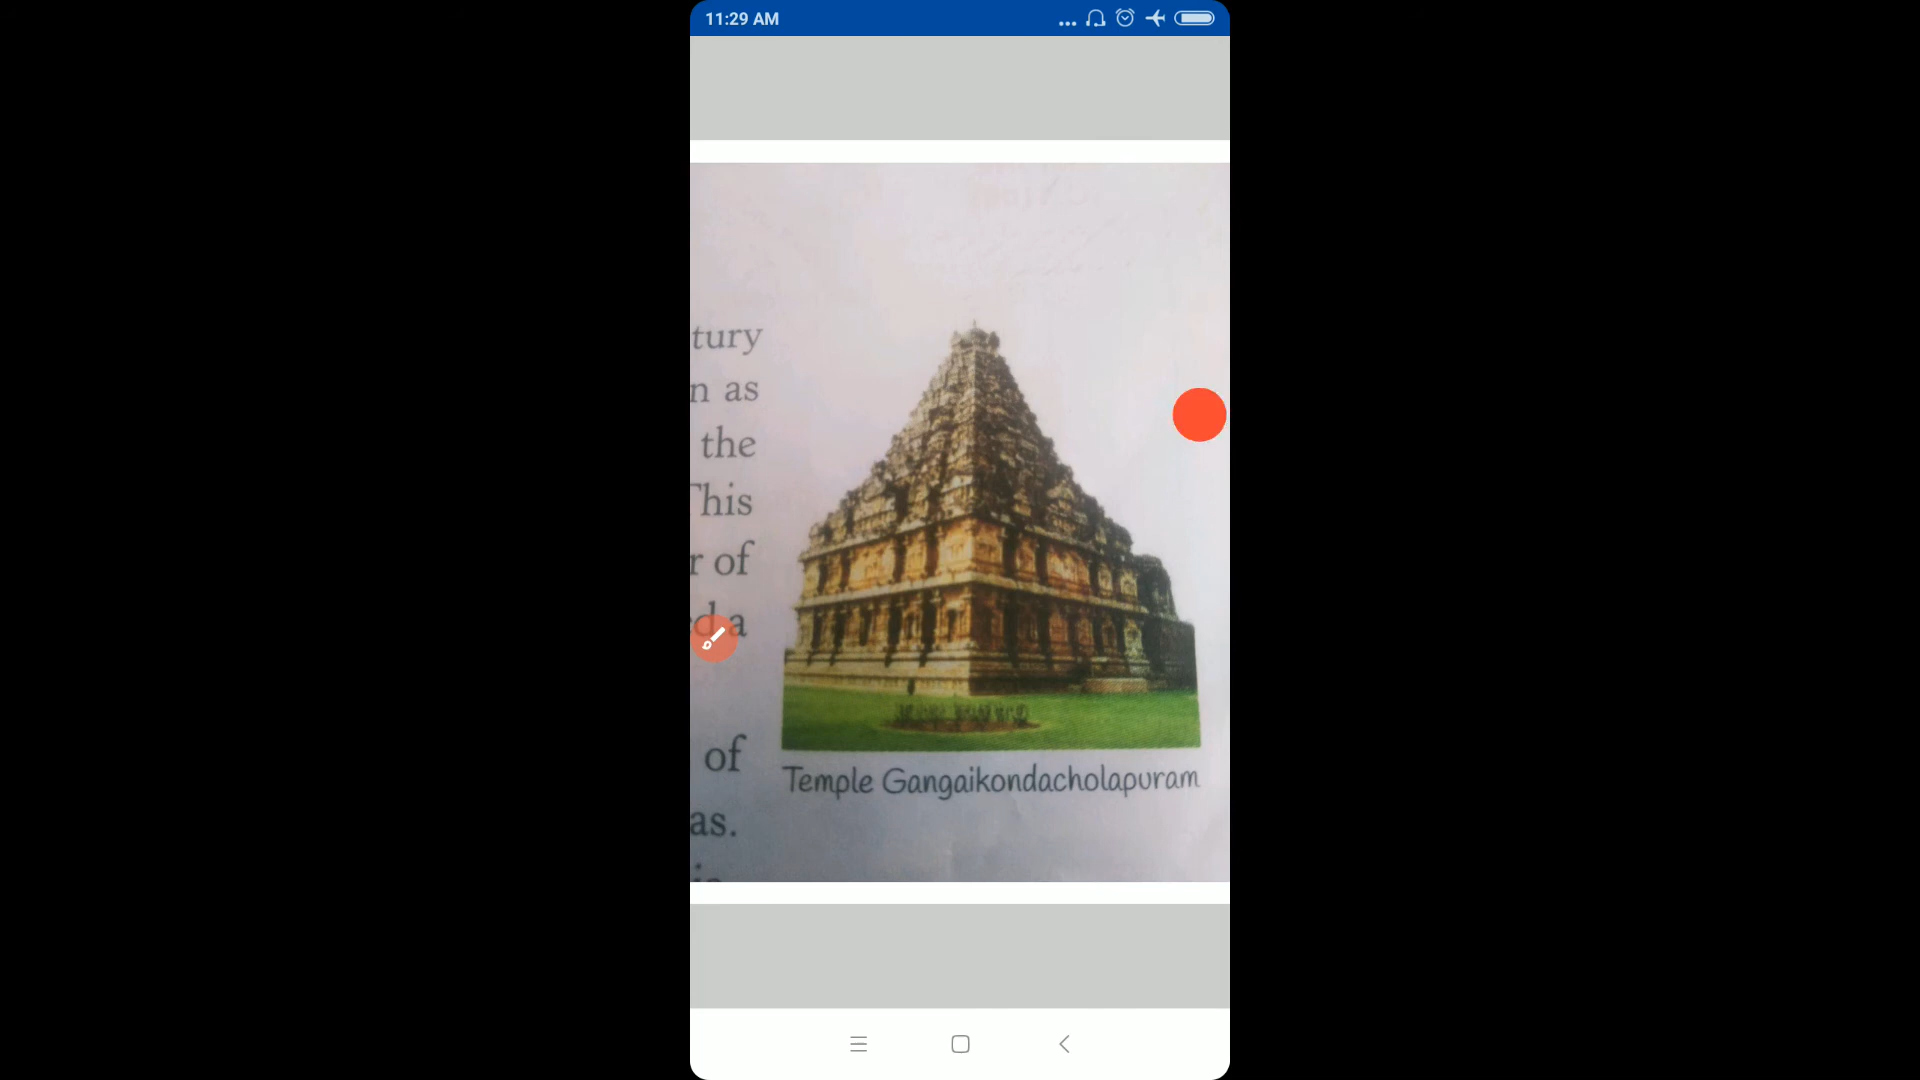 11:29 AM
tury
n as
the
This
r of
d a
of
as.
Temple Gangaikondacholapuram